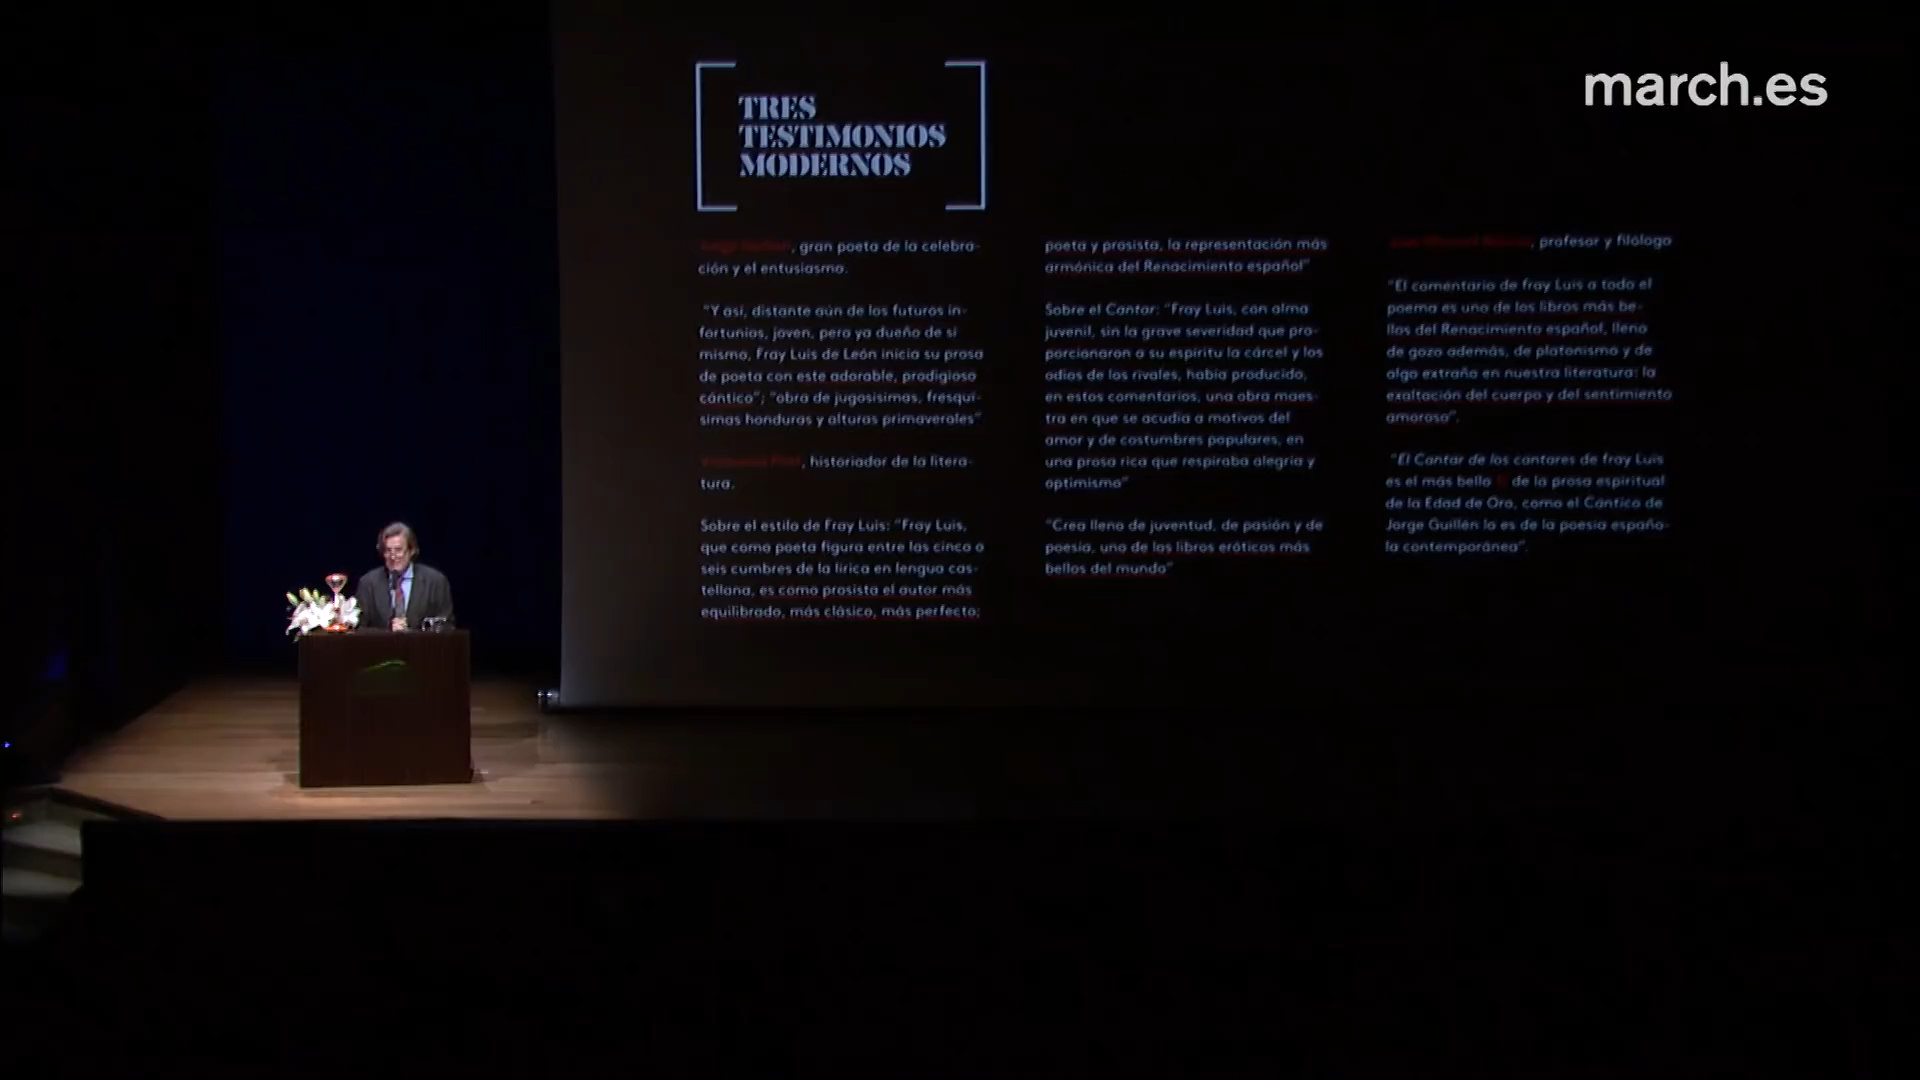 march.es
TRES
TESTIMONIOS
MODERNOS
, gran poeta de la celebra-
ción y el entusiasmo.
"Y así, distante aún de los futuros in-
fortunios, joven, pero ya dueño de sí
mismo, Fray Luis de León inicia su prosa
de poeta con este adorable, prodigioso
cántico"; "obra de jugosísimas, fresquí-
simas honduras y alturas primaverales"
, historiador de la litera-
tura.
Sobre el estilo de Fray Luis: "Fray Luis,
que como poeta figura entre las cinco o
seis cumbres de la lírica en lengua cas-
tellana, es como prosista el autor más
equilibrado, más clásico, más perfecto;
poeta y prosista, la representación más
armónica del Renacimiento español"
Sobre el Cantar: "Fray Luis, con alma
juvenil, sin la grave severidad que pro-
porcionaron a su espíritu la cárcel y los
odios de los rivales, había producido,
en estos comentarios, una obra maes-
tra en que se acudía a motivos del
amor y de costumbres populares, en
una prosa rica que respiraba alegría y
optimismo"
"Crea lleno de juventud, de pasión y de
poesía, uno de los libros eróticos más
bellos del mundo"
, profesor y filólogo
"El comentario de fray Luis a todo el
poema es uno de los libros más be-
llos del Renacimiento español, lleno
de gozo además, de platonismo y de
algo extraño en nuestra literatura: la
exaltación del cuerpo y del sentimiento
amoroso".
"El Cantar de los cantares de fray Luis
es el más bello de la prosa espiritual
de la Edad de Oro, como el Cántico de
Jorge Guillén lo es de la poesía españo-
la contemporánea".